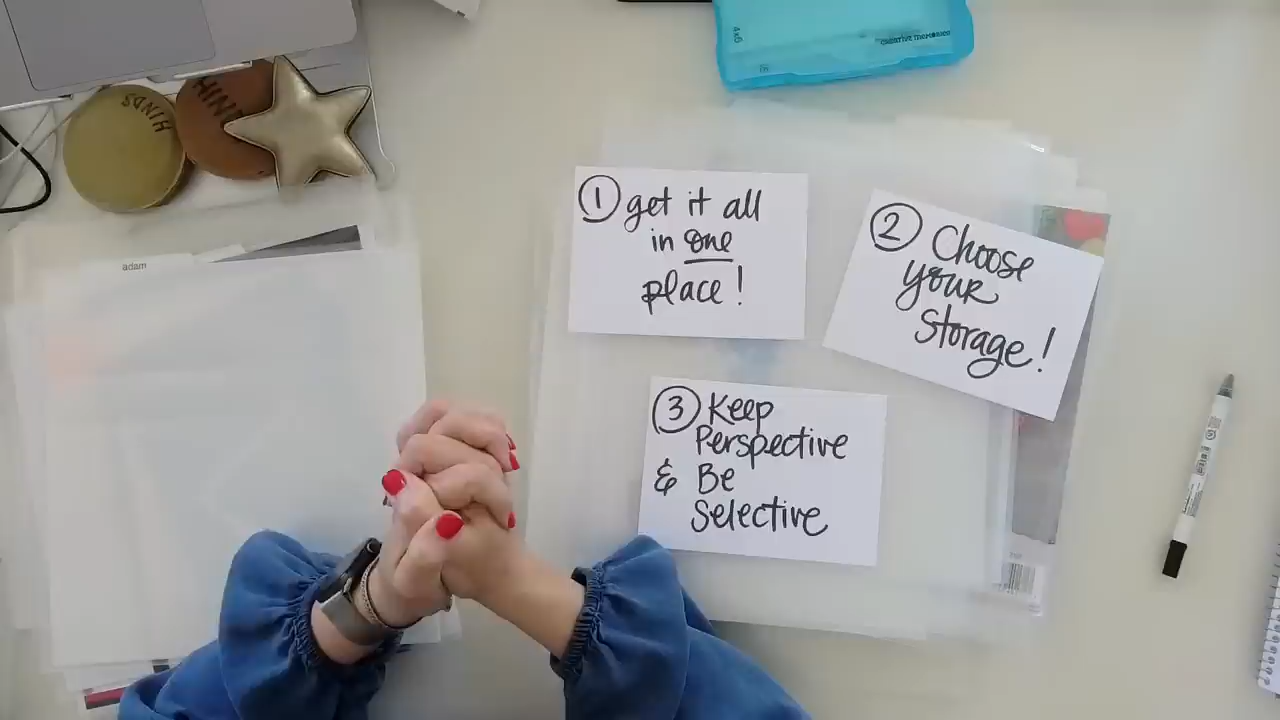 HINDS
creative memories
4x6
① get it all
in one
place!
② Choose
your
Storage!
adam
③ Keep
Perspective
& Be
Selective